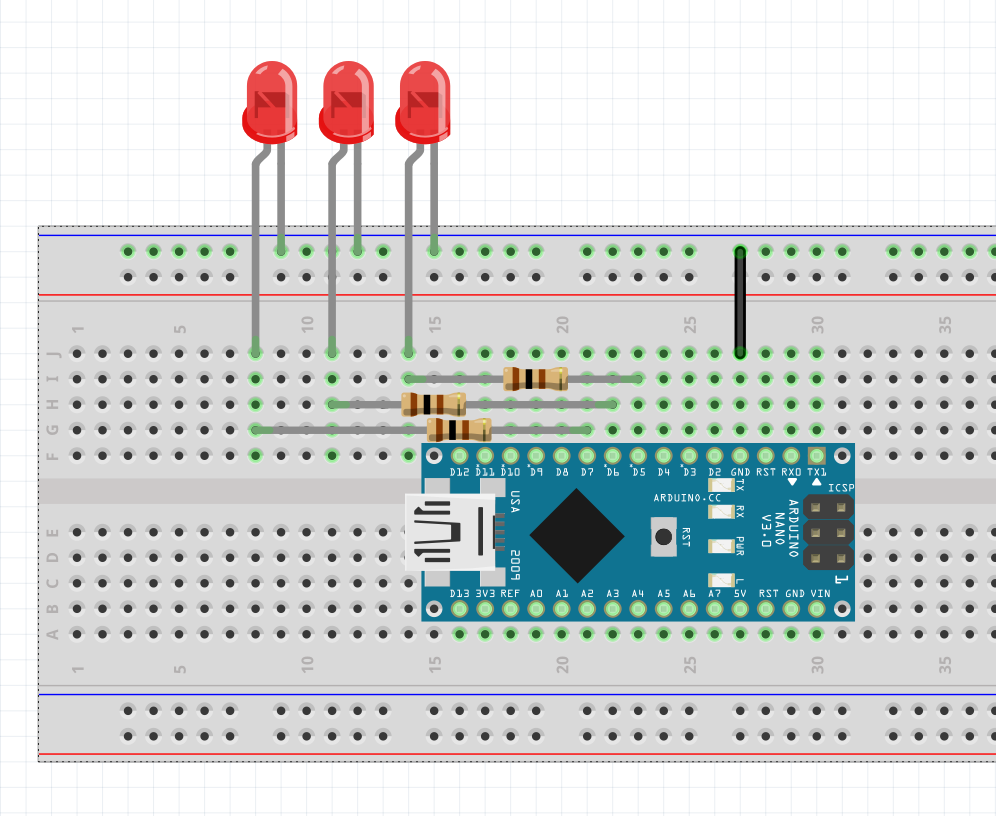 1 5 10 15 20 25 30 35
J
I
H
G
F
D12 D11 D10 D9 D8 D7 D6 D5 D4 D3 D2 GND RST RX0 TX1
ICSP
TX
RX
PWR
L
ARDUINO.CC
RST
ARDUINO
NANO
V3.0
USA
2009
1
E
D
C
B
A
D13 3V3 REF A0 A1 A2 A3 A4 A5 A6 A7 5V RST GND VIN
1 5 10 15 20 25 30 35